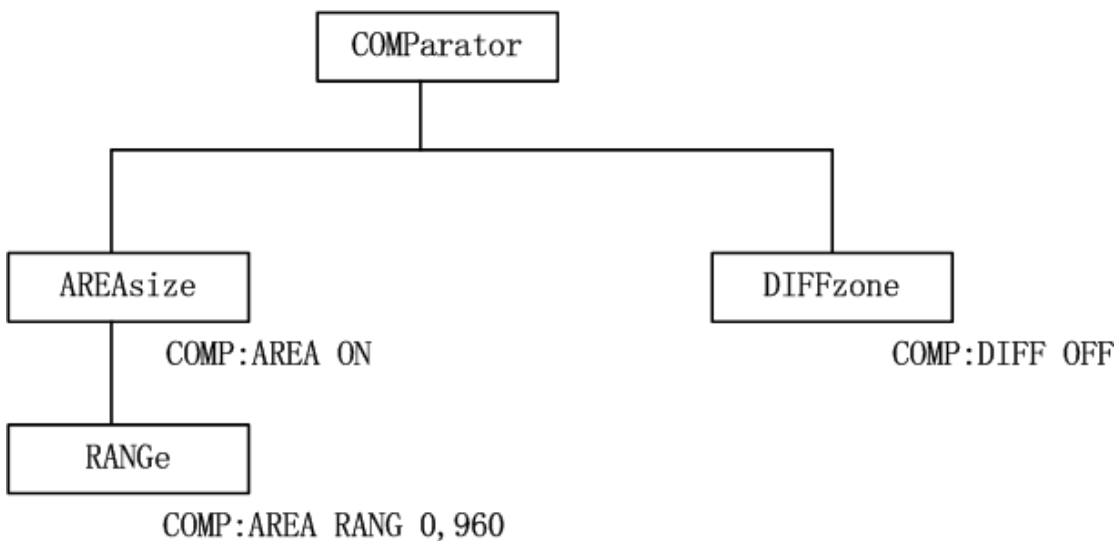 COMParator
AREAsize
DIFFzone
COMP:AREA ON
COMP:DIFF OFF
RANGe
COMP:AREA RANG 0,960